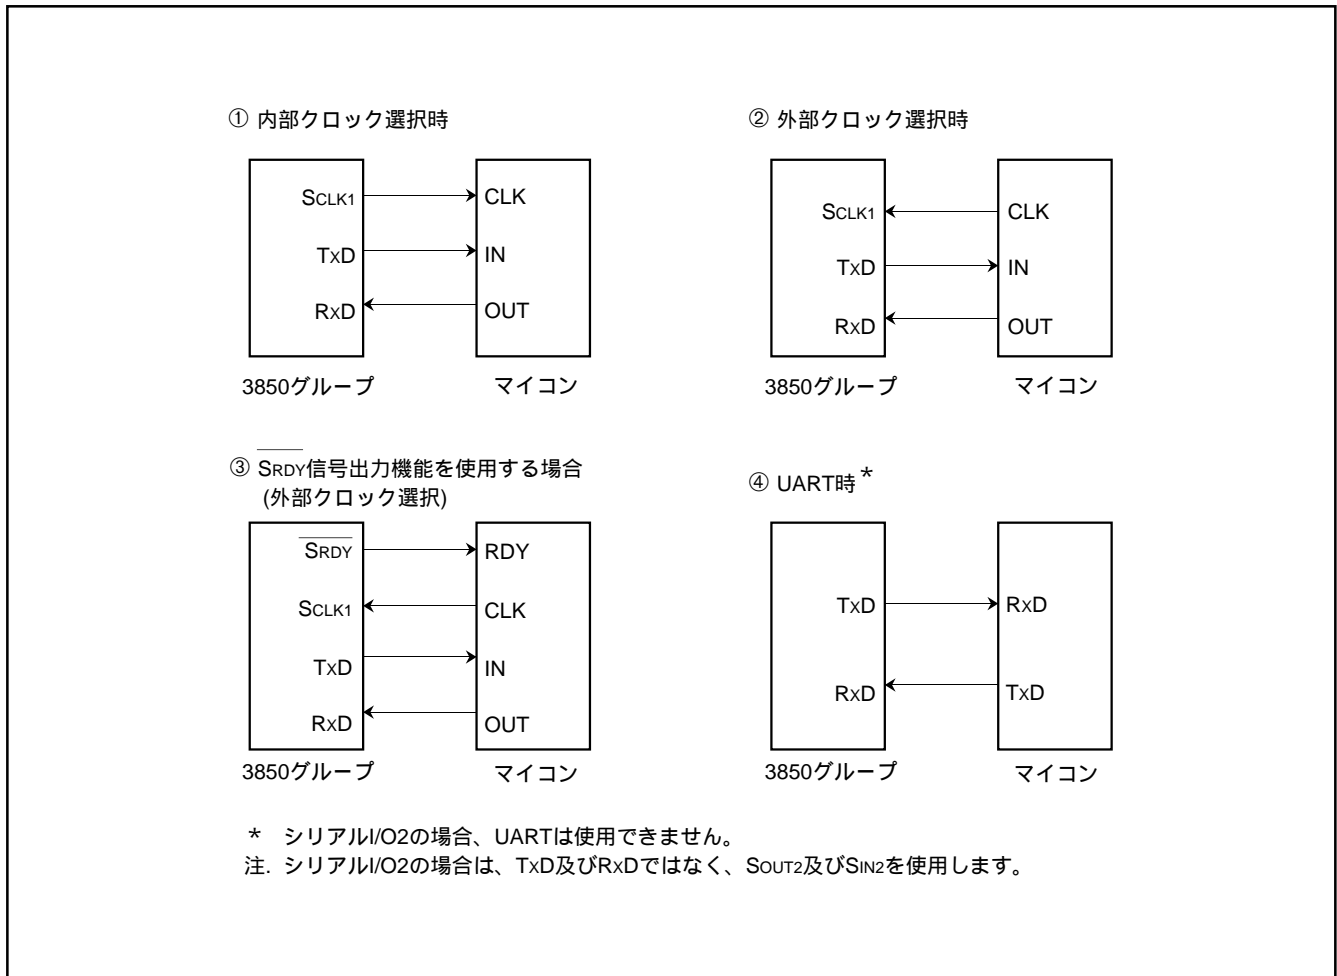 ① 内部クロック選択時
SCLK1
CLK
TxD
IN
RxD
OUT
3850グループ
マイコン
② 外部クロック選択時
SCLK1
CLK
TxD
IN
RxD
OUT
3850グループ
マイコン
③ SRDY信号出力機能を使用する場合
(外部クロック選択)
SRDY
RDY
SCLK1
CLK
TxD
IN
RxD
OUT
3850グループ
マイコン
④ UART時*
TxD
RxD
RxD
TxD
3850グループ
マイコン
* シリアルI/O2の場合、UARTは使用できません。
注. シリアルI/O2の場合は、TxD及びRxDではなく、SOUT2及びSIN2を使用します。